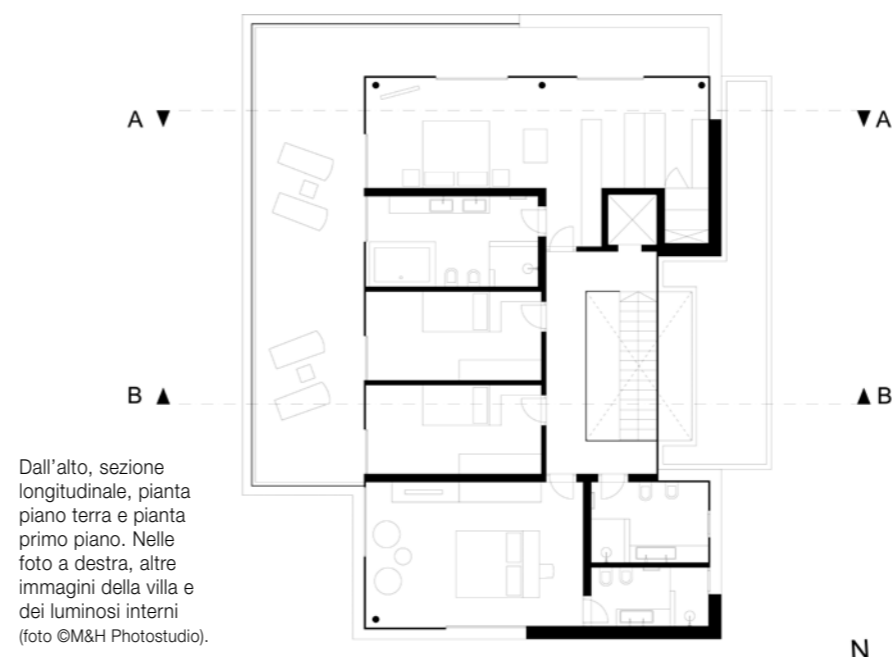 A
A
B
B
Dall’altro, sezione
longitudinale, pianta
piano terra e pianta
primo piano. Nelle
foto a destra, altre
immagini della villa e
dei luminosi interni
(foto ©M&H Photostudio).
N